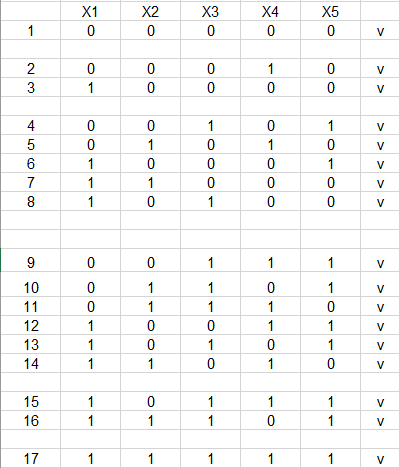 X1 X2 X3 X4 X5
1 0 0 0 0 0 v
2 0 0 0 1 0 v
3 1 0 0 0 0 v
4 0 0 1 0 1 v
5 0 1 0 1 0 v
6 1 0 0 0 1 v
7 1 1 0 0 0 v
8 1 0 1 0 0 v
9 0 0 1 1 1 v
10 0 1 1 0 1 v
11 0 1 1 1 0 v
12 1 0 0 1 1 v
13 1 0 1 0 1 v
14 1 1 0 1 0 v
15 1 0 1 1 1 v
16 1 1 1 0 1 v
17 1 1 1 1 1 v